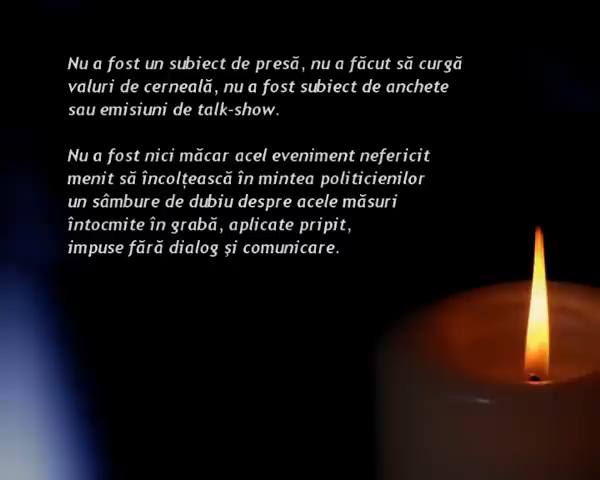 Nu a fost un subiect de presă, nu a făcut să curgă
valuri de cerneală, nu a fost subiect de anchete
sau emisiuni de talk-show.
Nu a fost nici măcar acel eveniment nefericit
menit să încolțească în mintea politicienilor
un sâmbure de dubiu despre acele măsuri
întocmite în grabă, aplicate pripit,
impuse fără dialog și comunicare.